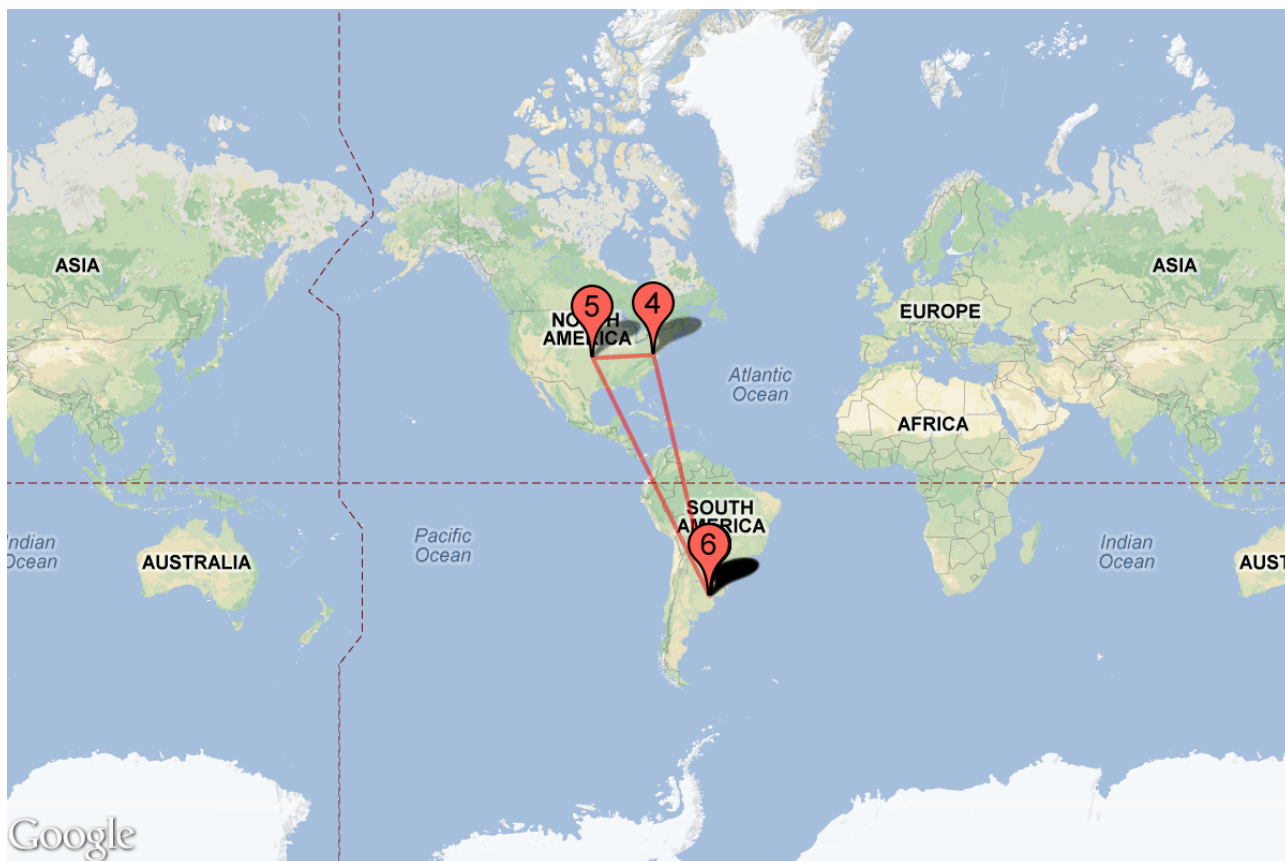 ASIA
ASIA
EUROPE
5
4
NORTH
AMERICA
Atlantic
Ocean
AFRICA
SOUTH
AMERICA
6
Pacific
Ocean
Indian
Ocean
Indian
Ocean
AUSTRALIA
AUST
Google